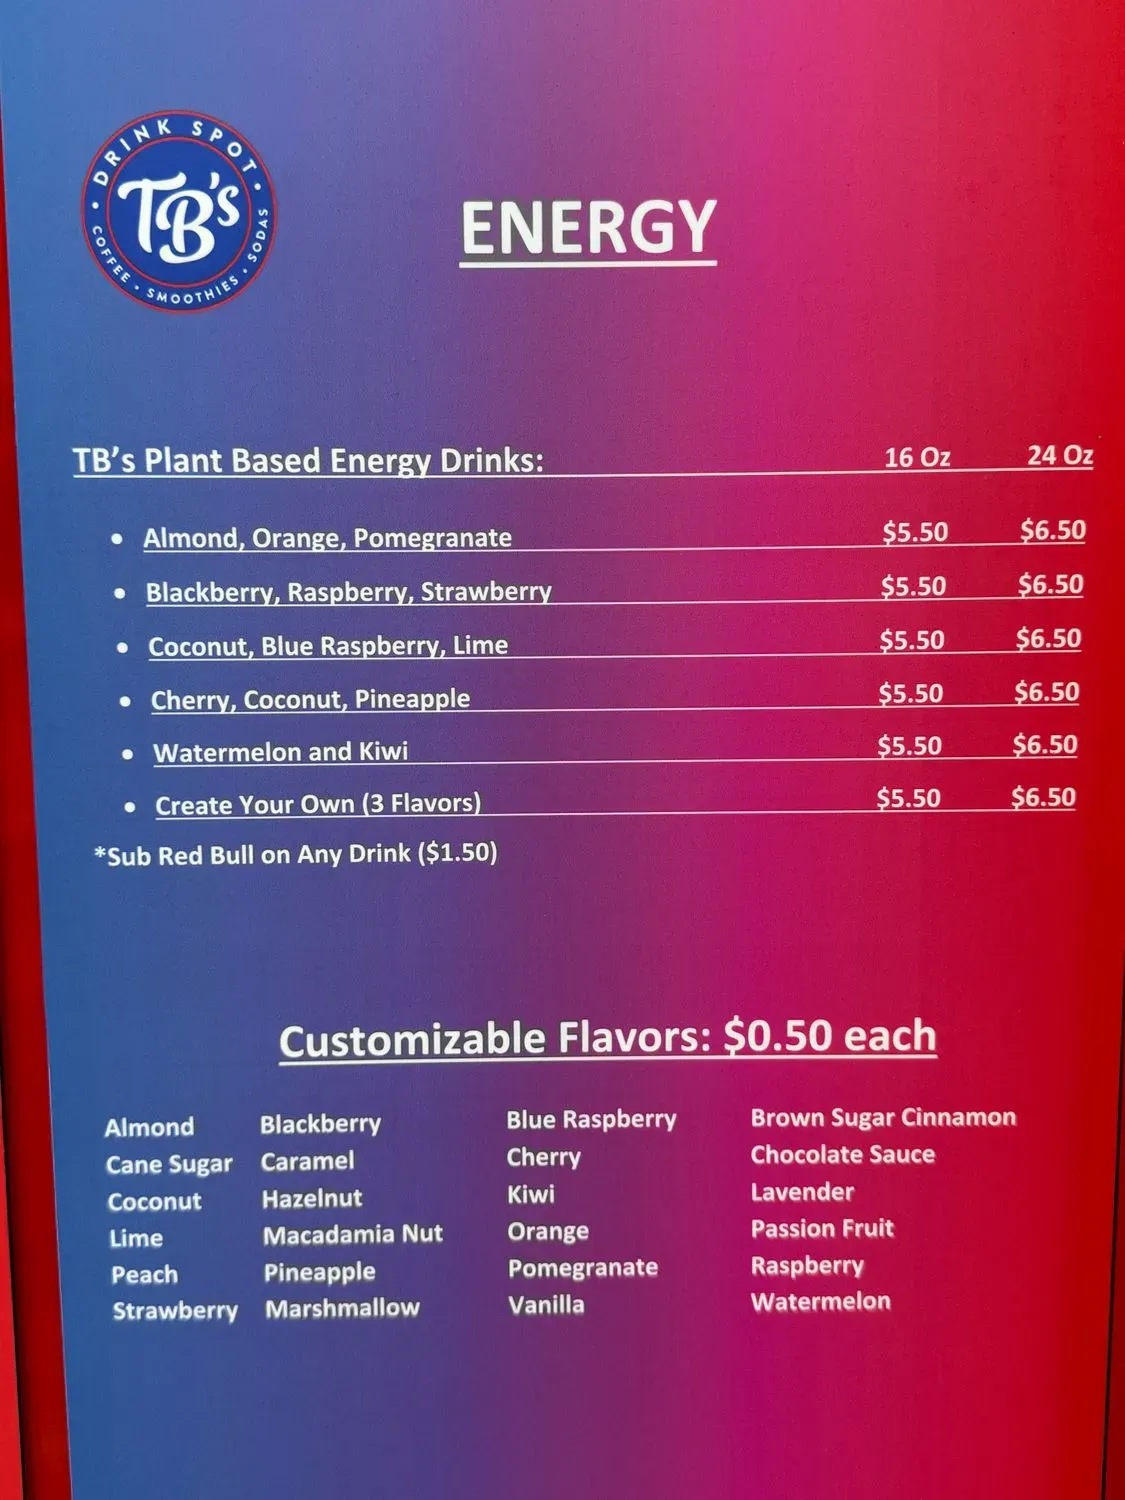 DRINK SPOT
TB's
COFFEE • SMOOTHIES • SODAS
ENERGY
TB's Plant Based Energy Drinks: 16 Oz 24 Oz
• Almond, Orange, Pomegranate $5.50 $6.50
• Blackberry, Raspberry, Strawberry $5.50 $6.50
• Coconut, Blue Raspberry, Lime $5.50 $6.50
• Cherry, Coconut, Pineapple $5.50 $6.50
• Watermelon and Kiwi $5.50 $6.50
• Create Your Own (3 Flavors) $5.50 $6.50
*Sub Red Bull on Any Drink ($1.50)
Customizable Flavors: $0.50 each
Almond Blackberry Blue Raspberry Brown Sugar Cinnamon
Cane Sugar Caramel Cherry Chocolate Sauce
Coconut Hazelnut Kiwi Lavender
Lime Macadamia Nut Orange Passion Fruit
Peach Pineapple Pomegranate Raspberry
Strawberry Marshmallow Vanilla Watermelon